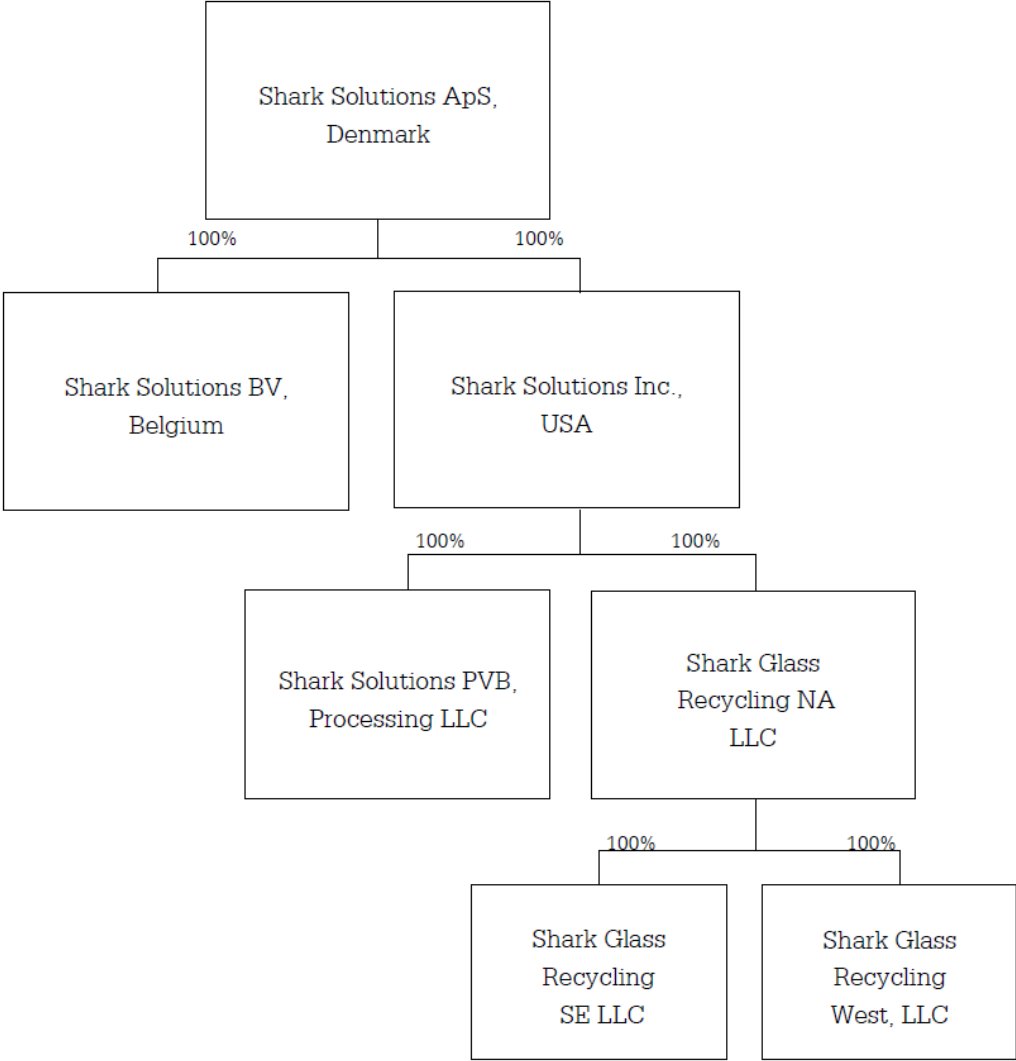 Shark Solutions ApS,
Denmark
100%
100%
Shark Solutions BV,
Belgium
Shark Solutions Inc.,
USA
100%
100%
Shark Solutions PVB,
Processing LLC
Shark Glass
Recycling NA
LLC
100%
100%
Shark Glass
Recycling
SE LLC
Shark Glass
Recycling
West, LLC